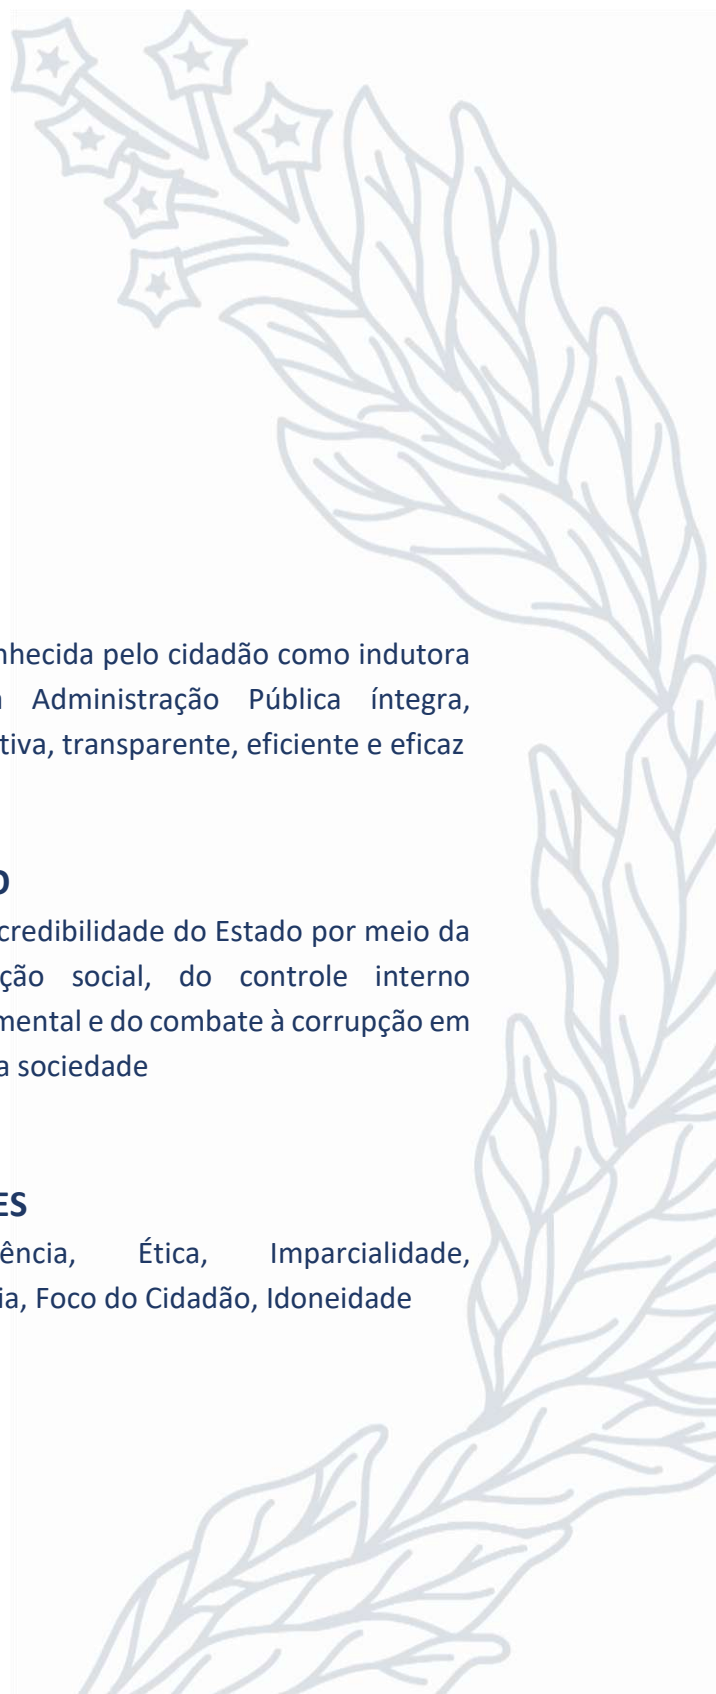 nhecida pelo cidadão como indutora
Administração Pública íntegra,
tiva, transparente, eficiente e eficaz
O
credibilidade do Estado por meio da
ção social, do controle interno
mental e do combate à corrupção em
a sociedade
ES
ência, Ética, Imparcialidade,
ia, Foco do Cidadão, Idoneidade